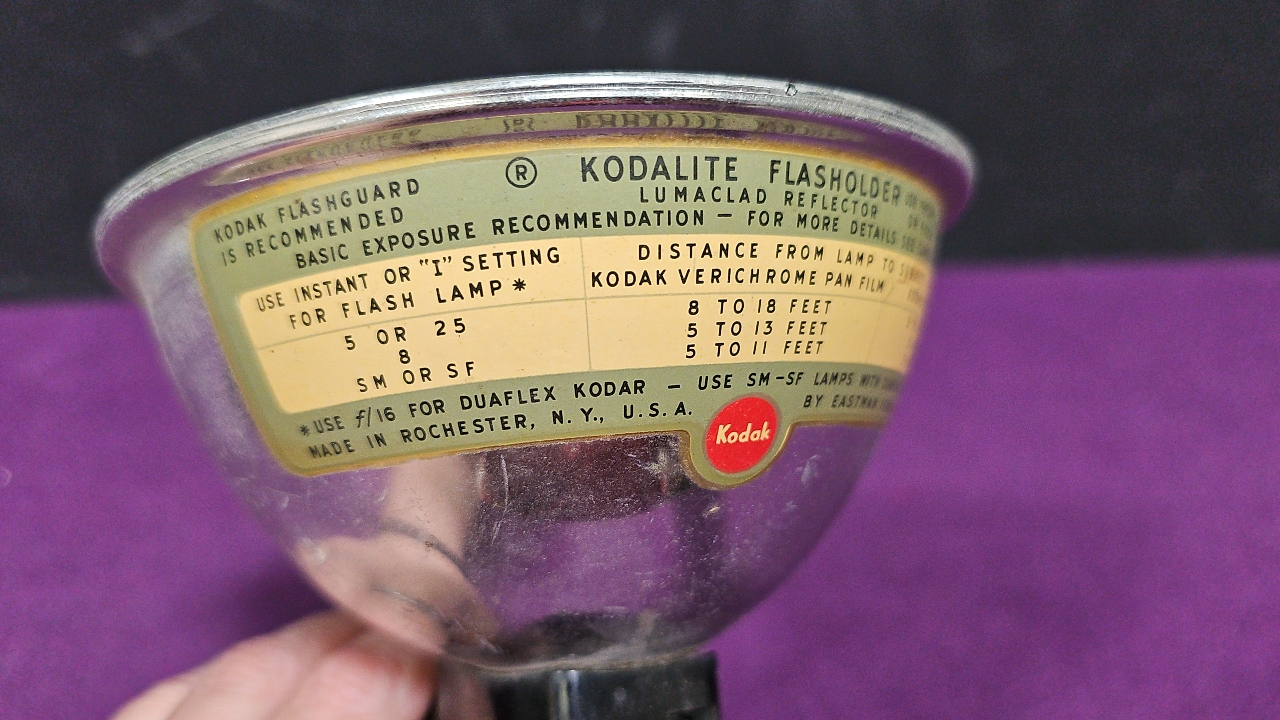 KODAK FLASHGUARD
IS RECOMMENDED
® KODALITE FLASHOLDER
LUMACLAD REFLECTOR
BASIC EXPOSURE RECOMMENDATION — FOR MORE DETAILS SEE
USE INSTANT OR "I" SETTING
FOR FLASH LAMP*
DISTANCE FROM LAMP TO
KODAK VERICHROME PAN FILM
5 OR 25
8 TO 18 FEET
8
5 TO 13 FEET
SM OR SF
5 TO 11 FEET
*USE f/16 FOR DUAFLEX KODAR — USE SM-SF LAMPS WITH
MADE IN ROCHESTER, N. Y., U. S. A.
Kodak
BY EASTMAN